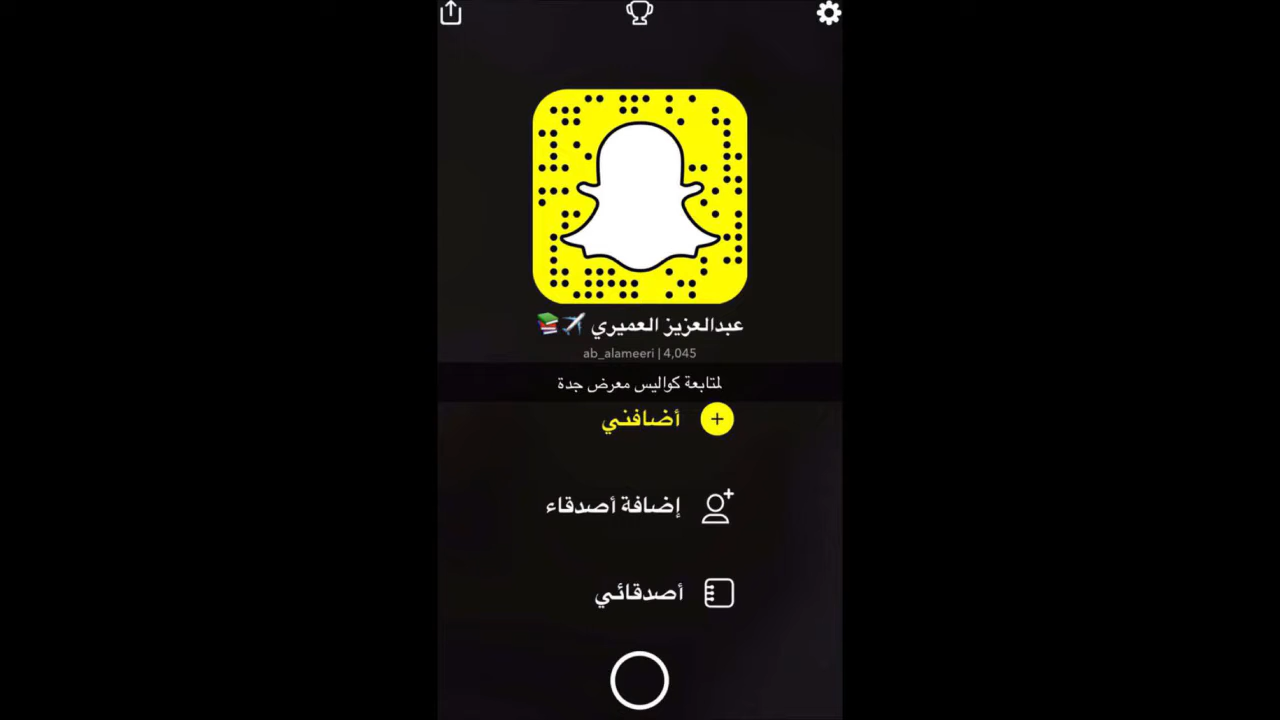 عبدالعزيز العميري ✈️📚
ab_alameeri | 4,045
لمتابعة كواليس معرض جدة
أضافني
إضافة أصدقاء
أصدقائي